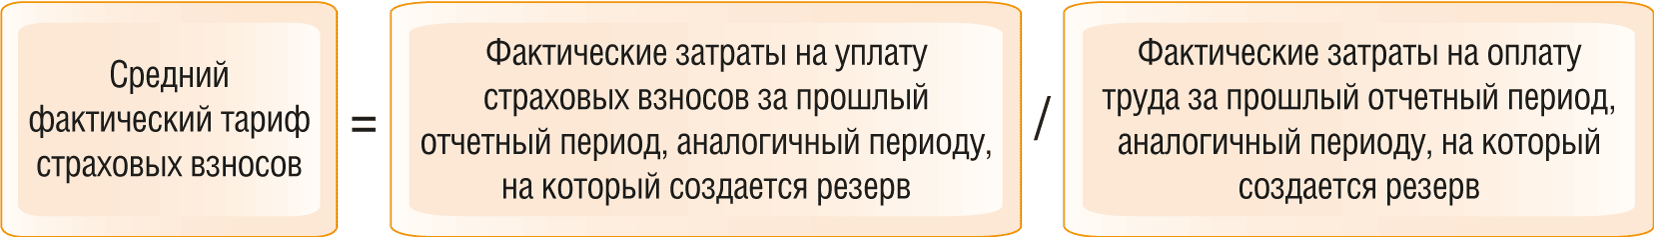 Средний
фактический тариф
страховых взносов
=
Фактические затраты на уплату
страховых взносов за прошлый
отчетный период, аналогичный периоду,
на который создается резерв
/
Фактические затраты на оплату
труда за прошлый отчетный период,
аналогичный периоду, на который
создается резерв